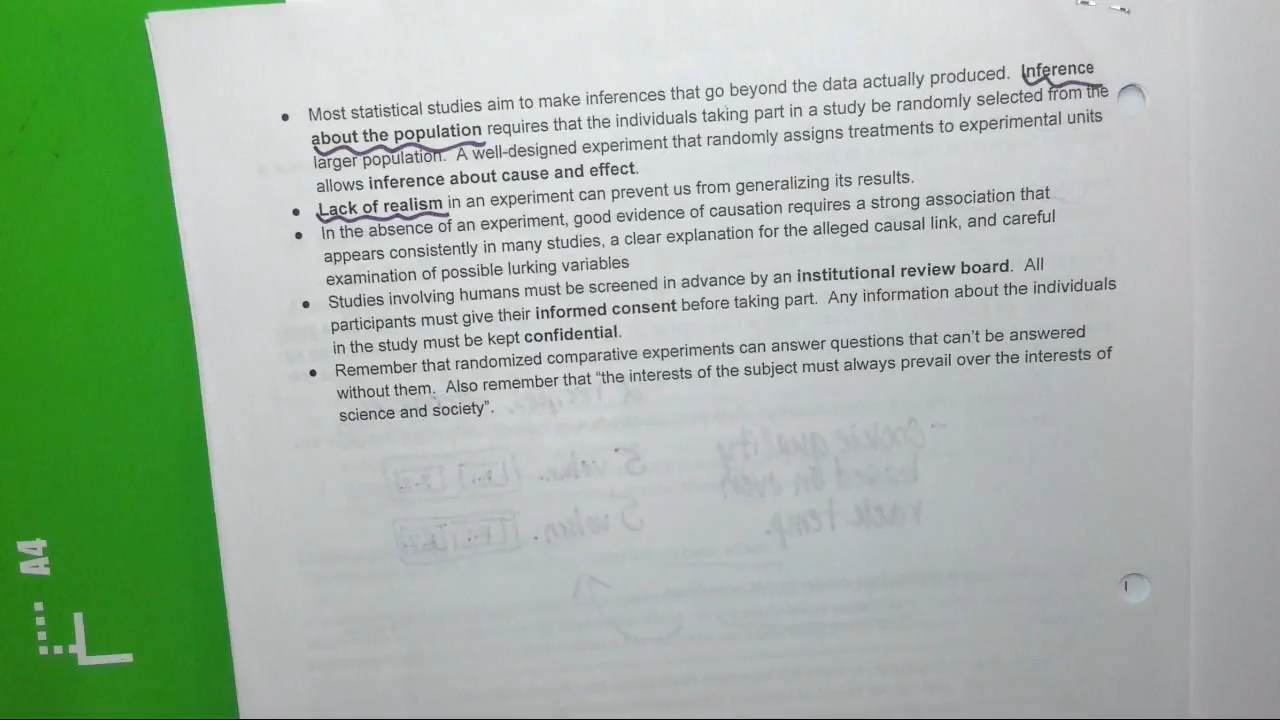 • Most statistical studies aim to make inferences that go beyond the data actually produced. Inference
about the population requires that the individuals taking part in a study be randomly selected from the
larger population. A well-designed experiment that randomly assigns treatments to experimental units
allows inference about cause and effect.
• Lack of realism in an experiment can prevent us from generalizing its results.
• In the absence of an experiment, good evidence of causation requires a strong association that
appears consistently in many studies, a clear explanation for the alleged causal link, and careful
examination of possible lurking variables
• Studies involving humans must be screened in advance by an institutional review board. All
participants must give their informed consent before taking part. Any information about the individuals
in the study must be kept confidential.
• Remember that randomized comparative experiments can answer questions that can't be answered
without them. Also remember that “the interests of the subject must always prevail over the interests of
science and society”.
A4